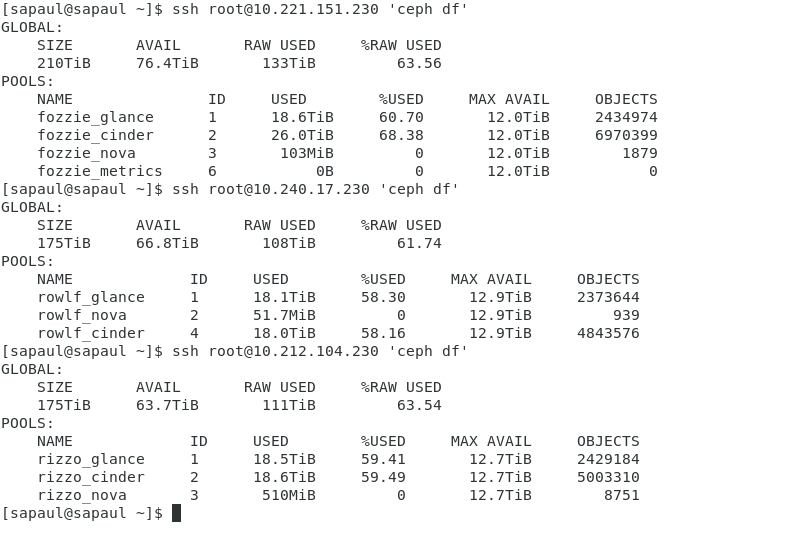 [sapaul@sapaul ~]$ ssh root@10.221.151.230 'ceph df'
GLOBAL:
    SIZE       AVAIL       RAW USED     %RAW USED
    210TiB     76.4TiB       133TiB         63.56
POOLS:
    NAME               ID     USED        %USED     MAX AVAIL     OBJECTS
    fozzie_glance      1      18.6TiB     60.70       12.0TiB     2434974
    fozzie_cinder      2      26.0TiB     68.38       12.0TiB     6970399
    fozzie_nova        3       103MiB         0       12.0TiB        1879
    fozzie_metrics     6           0B         0       12.0TiB           0
[sapaul@sapaul ~]$ ssh root@10.240.17.230 'ceph df'
GLOBAL:
    SIZE       AVAIL       RAW USED     %RAW USED
    175TiB     66.8TiB       108TiB         61.74
POOLS:
    NAME             ID     USED        %USED     MAX AVAIL     OBJECTS
    rowlf_glance     1      18.1TiB     58.30       12.9TiB     2373644
    rowlf_nova       2      51.7MiB         0       12.9TiB         939
    rowlf_cinder     4      18.0TiB     58.16       12.9TiB     4843576
[sapaul@sapaul ~]$ ssh root@10.212.104.230 'ceph df'
GLOBAL:
    SIZE       AVAIL       RAW USED     %RAW USED
    175TiB     63.7TiB       111TiB         63.54
POOLS:
    NAME             ID     USED        %USED     MAX AVAIL     OBJECTS
    rizzo_glance     1      18.5TiB     59.41       12.7TiB     2429184
    rizzo_cinder     2      18.6TiB     59.49       12.7TiB     5003310
    rizzo_nova       3       510MiB         0       12.7TiB        8751
[sapaul@sapaul ~]$